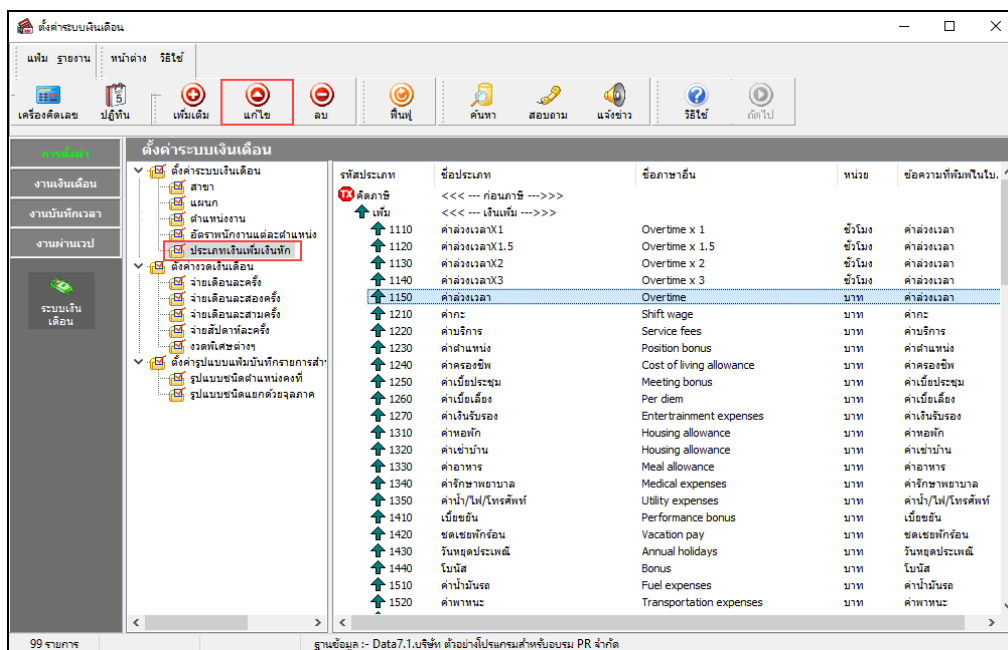 ตั้งค่าระบบเงินเดือน
แฟ้ม รายงาน หน้าต่าง วิธีใช้
เครื่องคิดเลข ปฏิทิน เพิ่มเติม แก้ไข ลบ ฟื้นฟู ค้นหา สอบถาม แจ้งข่าว วิธีใช้ ถัดไป
การตั้งค่า
งานเงินเดือน
งานบันทึกเวลา
งานผ่านเวป
ระบบเงิน
เดือน
ตั้งค่าระบบเงินเดือน
ตั้งค่าระบบเงินเดือน
สาขา
แผนก
ตำแหน่งงาน
อัตราพนักงานแต่ละตำแหน่ง
ประเภทเงินเพิ่มเงินหัก
ตั้งค่างวดเงินเดือน
จ่ายเดือนละครั้ง
จ่ายเดือนละสองครั้ง
จ่ายเดือนละสามครั้ง
จ่ายสัปดาห์ละครั้ง
งวดพิเศษต่างๆ
ตั้งค่ารูปแบบแฟ้มบันทึกรายการสำ
รูปแบบชนิดตำแหน่งคงที่
รูปแบบชนิดแยกด้วยจุลภาค
รหัสประเภท ชื่อประเภท ชื่อภาษาอื่น หน่วย ข้อความที่พิมพ์ในใบ.
TX คิดภาษี <<< --- ก่อนภาษี --->>>
เพิ่ม <<< --- เงินเพิ่ม --->>>
1110 ค่าล่วงเวลาX1 Overtime x 1 ชั่วโมง ค่าล่วงเวลา
1120 ค่าล่วงเวลาX1.5 Overtime x 1.5 ชั่วโมง ค่าล่วงเวลา
1130 ค่าล่วงเวลาX2 Overtime x 2 ชั่วโมง ค่าล่วงเวลา
1140 ค่าล่วงเวลาX3 Overtime x 3 ชั่วโมง ค่าล่วงเวลา
1150 ค่าล่วงเวลา Overtime บาท ค่าล่วงเวลา
1210 ค่ากะ Shift wage บาท ค่ากะ
1220 ค่าบริการ Service fees บาท ค่าบริการ
1230 ค่าตำแหน่ง Position bonus บาท ค่าตำแหน่ง
1240 ค่าครองชีพ Cost of living allowance บาท ค่าครองชีพ
1250 ค่าเบี้ยประชุม Meeting bonus บาท ค่าเบี้ยประชุม
1260 ค่าเบี้ยเลี้ยง Per diem บาท ค่าเบี้ยเลี้ยง
1270 ค่าเงินรับรอง Entertrainment expenses บาท ค่าเงินรับรอง
1310 ค่าหอพัก Housing allowance บาท ค่าหอพัก
1320 ค่าเช่าบ้าน Housing allowance บาท ค่าเช่าบ้าน
1330 ค่าอาหาร Meal allowance บาท ค่าอาหาร
1340 ค่ารักษาพยาบาล Medical expenses บาท ค่ารักษาพยาบาล
1350 ค่าน้ำ/ไฟ/โทรศัพท์ Utility expenses บาท ค่าน้ำ/ไฟ/โทรศัพท์
1410 เบี้ยขยัน Performance bonus บาท เบี้ยขยัน
1420 ชดเชยพักร้อน Vacation pay บาท ชดเชยพักร้อน
1430 วันหยุดประเพณี Annual holidays บาท วันหยุดประเพณี
1440 โบนัส Bonus บาท โบนัส
1510 ค่าน้ำมันรถ Fuel expenses บาท ค่าน้ำมันรถ
1520 ค่าพาหนะ Transportation expenses บาท ค่าพาหนะ
99 รายการ ฐานข้อมูล :- Data7.1.บริษัท ตัวอย่างโปรแกรมสำหรับอบรม PR จำกัด